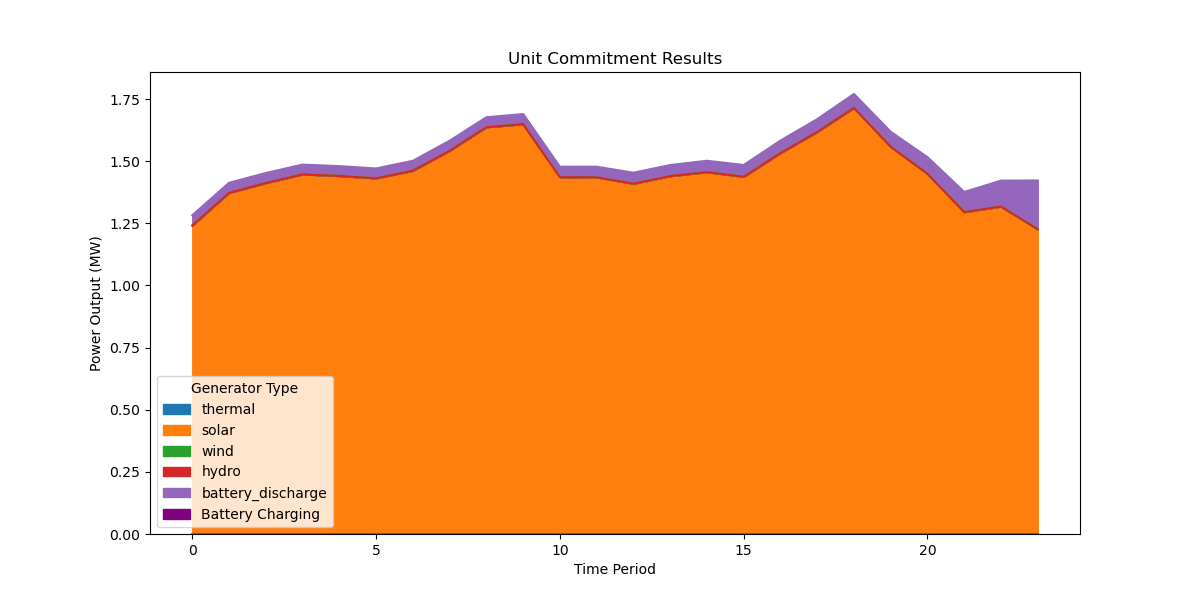 Unit Commitment Results
Power Output (MW)
1.75
1.50
1.25
1.00
0.75
0.50
0.25
0.00
Generator Type
thermal
solar
wind
hydro
battery_discharge
Battery Charging
0 5 10 15 20
Time Period